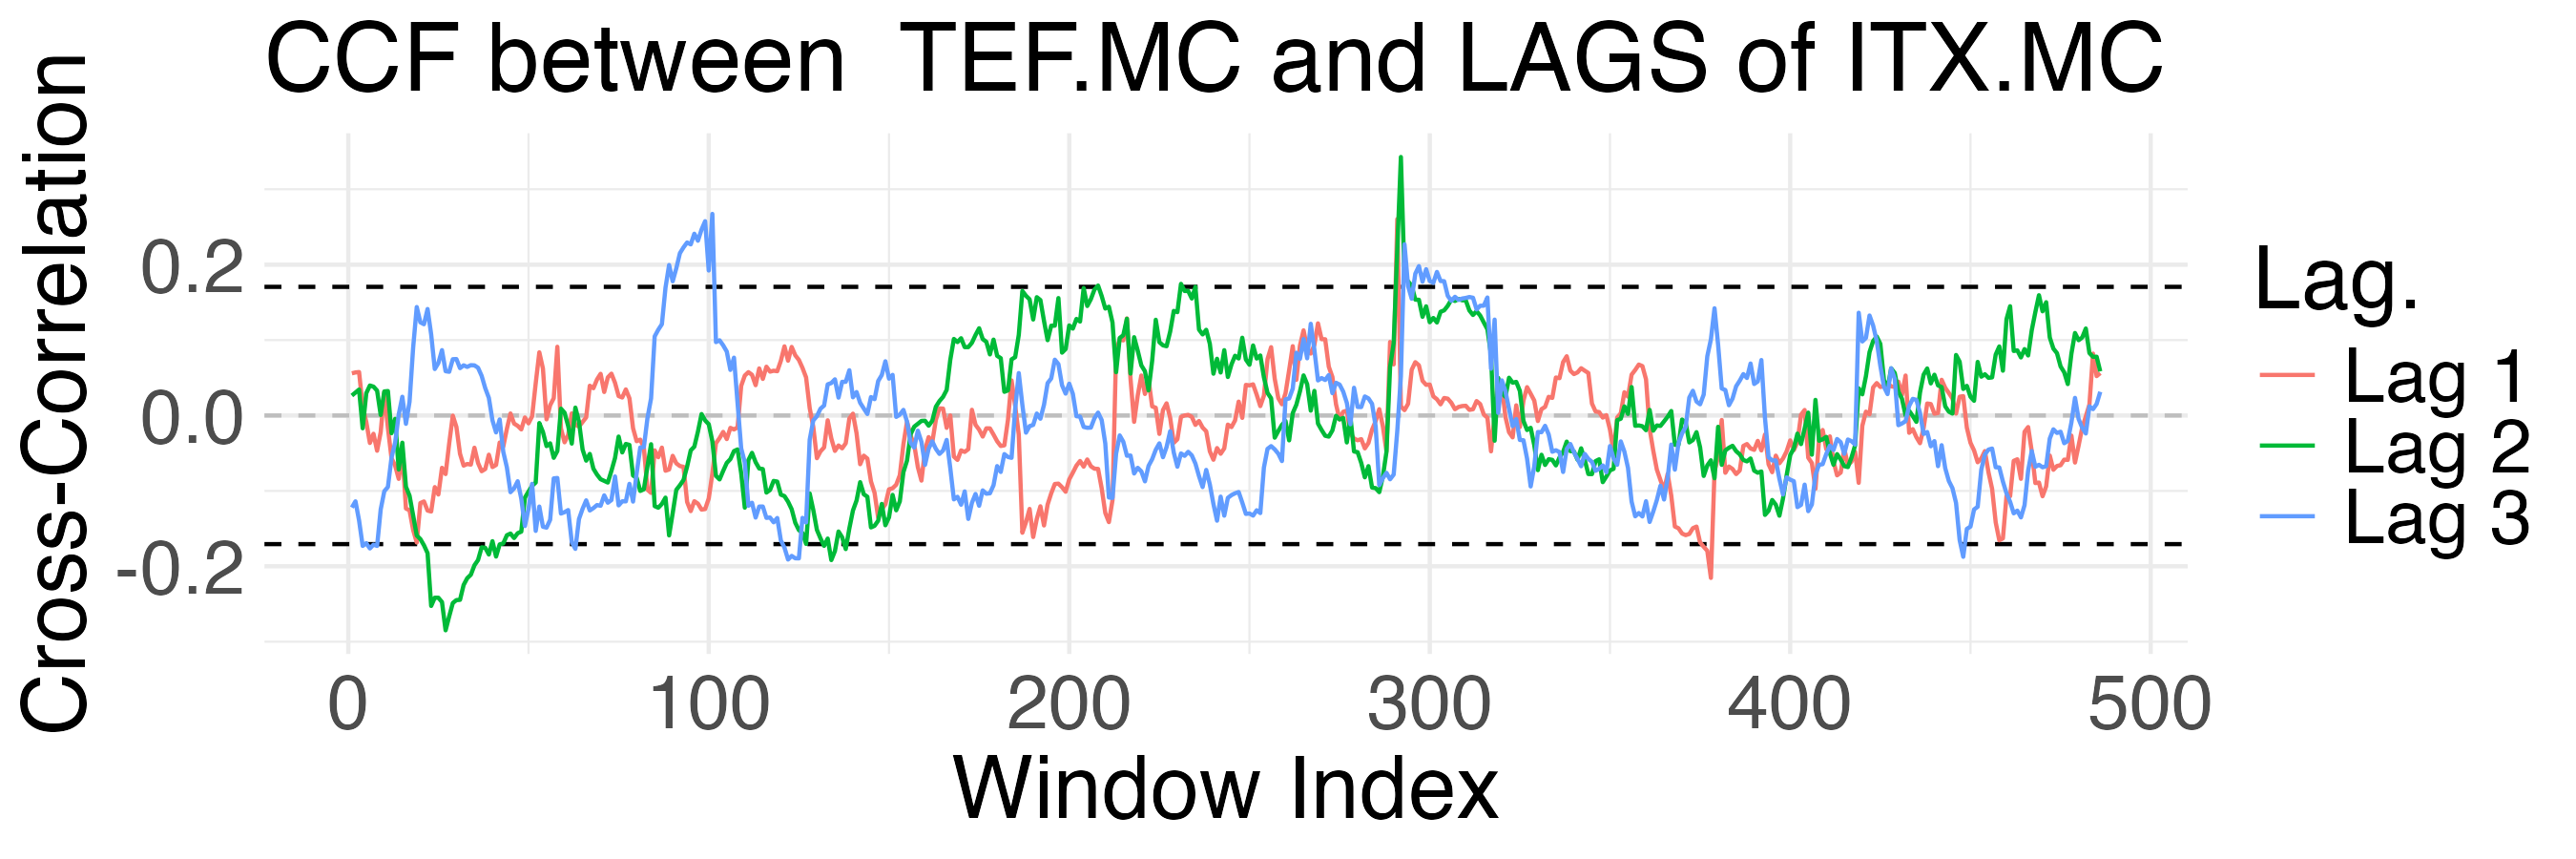 CCF between  TEF.MC and LAGS of ITX.MC
Cross-Correlation
0.2
0.0
-0.2
0
100
200
300
400
500
Window Index
Lag.
Lag 1
Lag 2
Lag 3